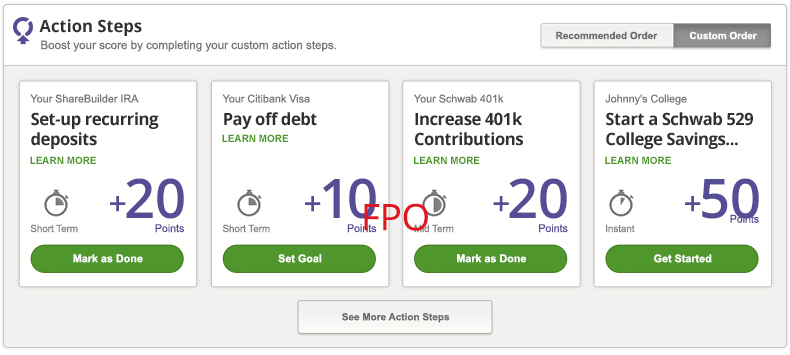 Action Steps
Boost your score by completing your custom action steps.
Recommended Order
Custom Order
Your ShareBuilder IRA
Set-up recurring
deposits
LEARN MORE
+20
Short Term
Points
Mark as Done
Your Citibank Visa
Pay off debt
LEARN MORE
+10
Short Term
Points
Set Goal
FPO
Your Schwab 401k
Increase 401k
Contributions
LEARN MORE
+20
Mid Term
Points
Mark as Done
Johnny's College
Start a Schwab 529
College Savings...
LEARN MORE
+50
Instant
Points
Get Started
See More Action Steps